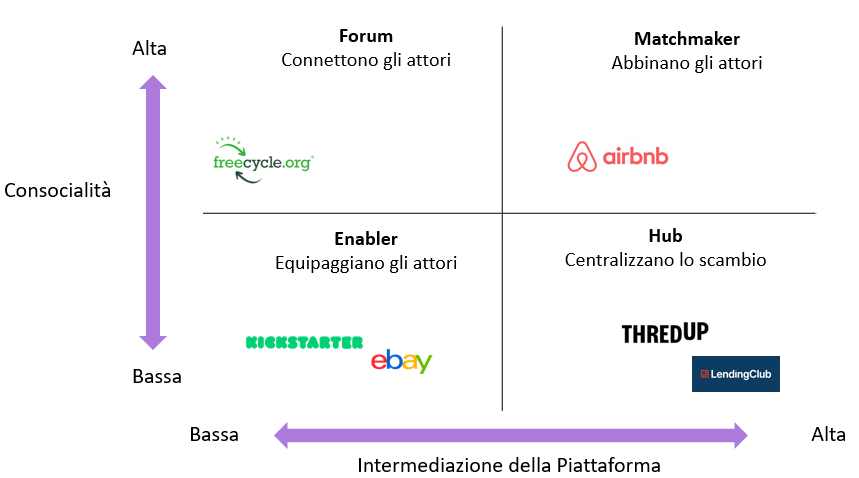 Forum
Connettono gli attori
Matchmaker
Abbinano gli attori
Alta
freecycle.org
airbnb
Consocialità
Enabler
Equipaggiano gli attori
Hub
Centralizzano lo scambio
KICKSTARTER
ebay
THREDUP
LendingClub
Bassa
Bassa
Alta
Intermediazione della Piattaforma